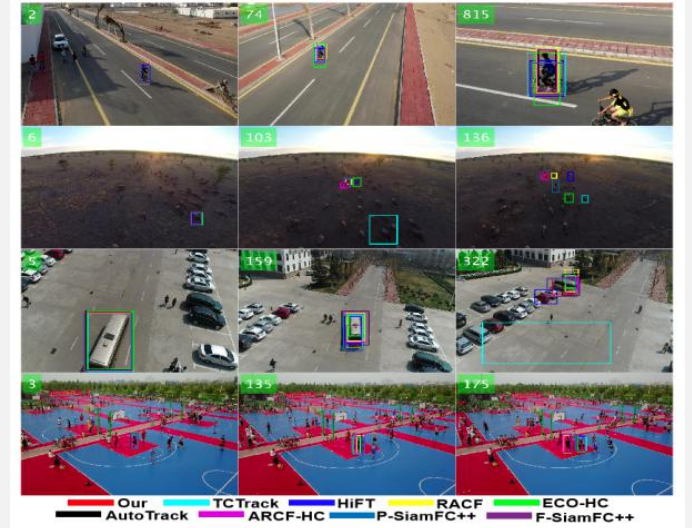 2 74 815
6 103 136
5 159 322
3 135 175
Our TCTrack HiFT RACF ECO-HC
AutoTrack ARCF-HC P-SiamFC++ F-SiamFC++